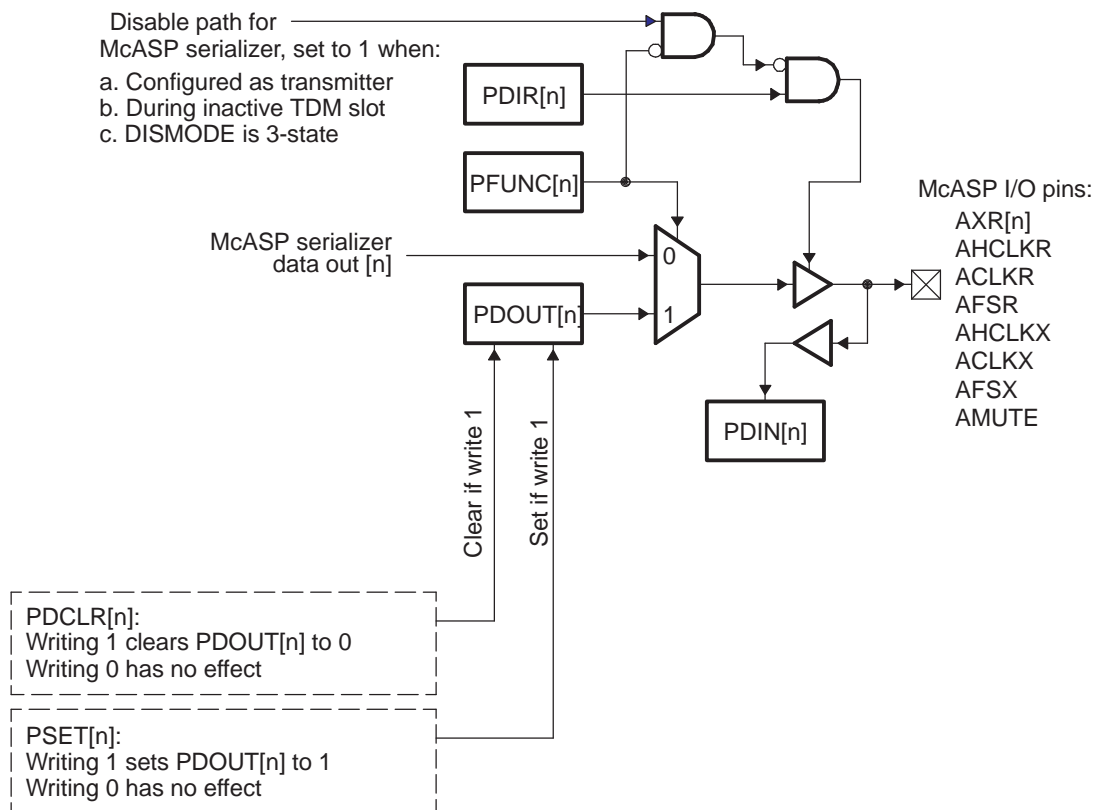 Disable path for
McASP serializer, set to 1 when:
a. Configured as transmitter
b. During inactive TDM slot
c. DISMODE is 3-state
PDIR[n]
PFUNC[n]
McASP serializer
data out [n]
0
1
PDOUT[n]
McASP I/O pins:
AXR[n]
AHCLKR
ACLKR
AFSR
AHCLKX
ACLKX
AFSX
AMUTE
PDIN[n]
Clear if write 1
Set if write 1
PDCLR[n]:
Writing 1 clears PDOUT[n] to 0
Writing 0 has no effect
PSET[n]:
Writing 1 sets PDOUT[n] to 1
Writing 0 has no effect